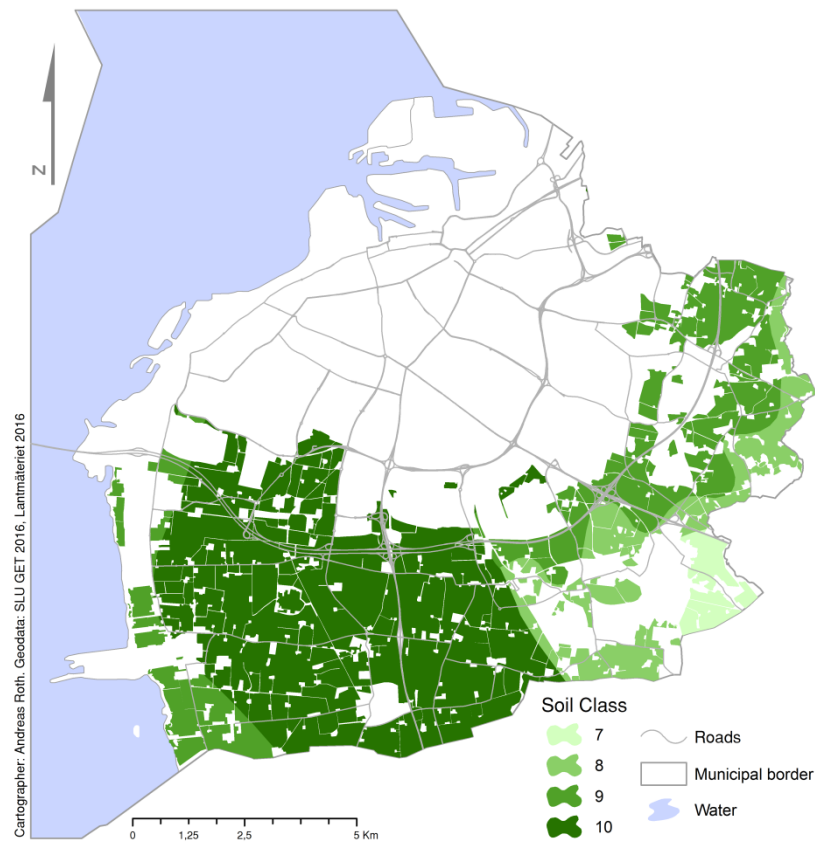 N
Cartographer: Andreas Roth. Geodata: SLU GET 2016, Lantmäteriet 2016
Soil Class
7
8
9
10
Roads
Municipal border
Water
0 1,25 2,5 5 Km